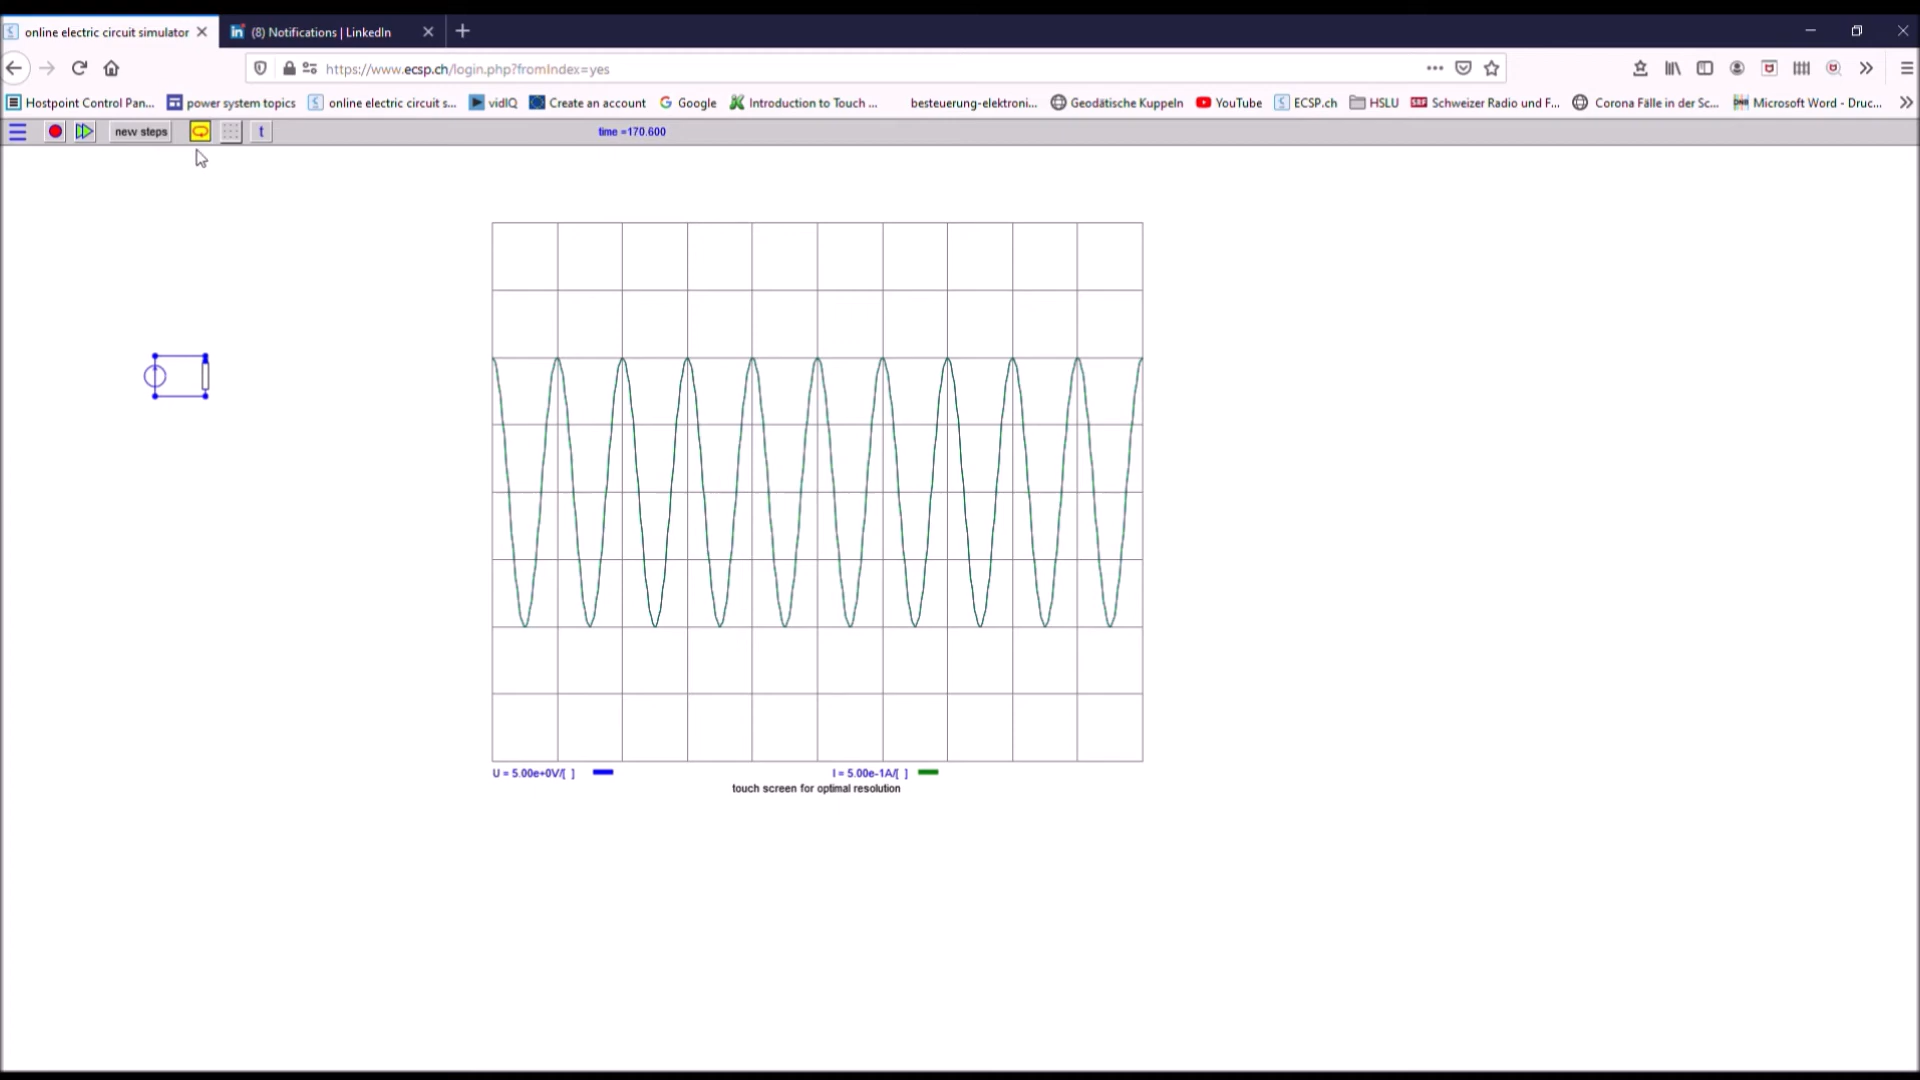 online electric circuit simulator
(8) Notifications | LinkedIn
https://www.ecsp.ch/login.php?fromIndex=yes
Hostpoint Control Pan... power system topics online electric circuit s... vidIQ Create an account Google Introduction to Touch ... besteuerung-elektroni... Geodätische Kuppeln YouTube ECSP.ch HSLU Schweizer Radio und F... Corona Fälle in der Sc... Microsoft Word - Druc...
new steps t time =170.600
U = 5.00e+0V/[ ] I = 5.00e-1A/[ ]
touch screen for optimal resolution